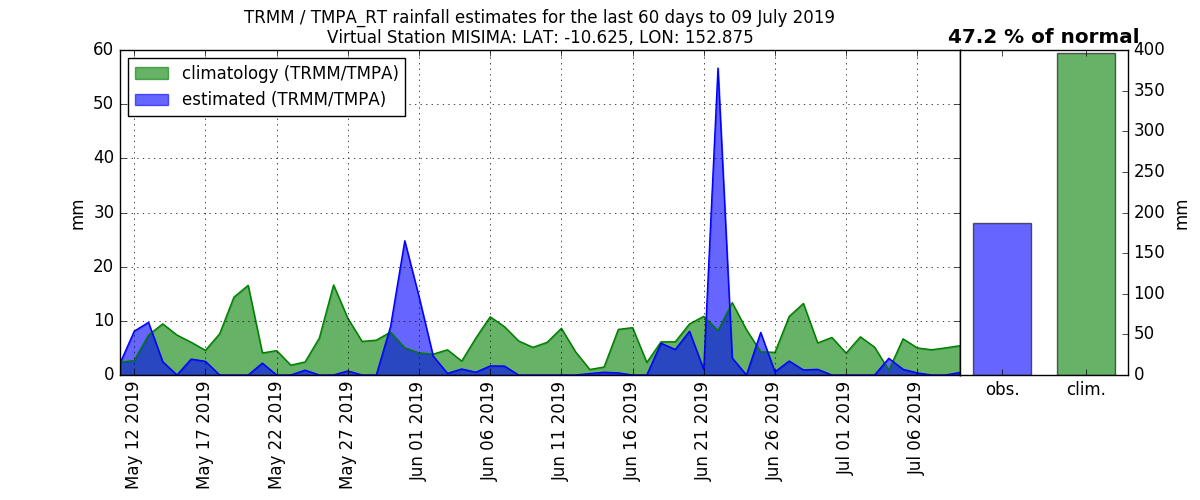 TRMM / TMPA_RT rainfall estimates for the last 60 days to 09 July 2019
Virtual Station MISIMA: LAT: -10.625, LON: 152.875
47.2 % of normal
climatology (TRMM/TMPA)
estimated (TRMM/TMPA)
60
50
40
30
20
10
0
mm
May 12 2019
May 17 2019
May 22 2019
May 27 2019
Jun 01 2019
Jun 06 2019
Jun 11 2019
Jun 16 2019
Jun 21 2019
Jun 26 2019
Jul 01 2019
Jul 06 2019
400
350
300
250
200
150
100
50
0
mm
obs.
clim.